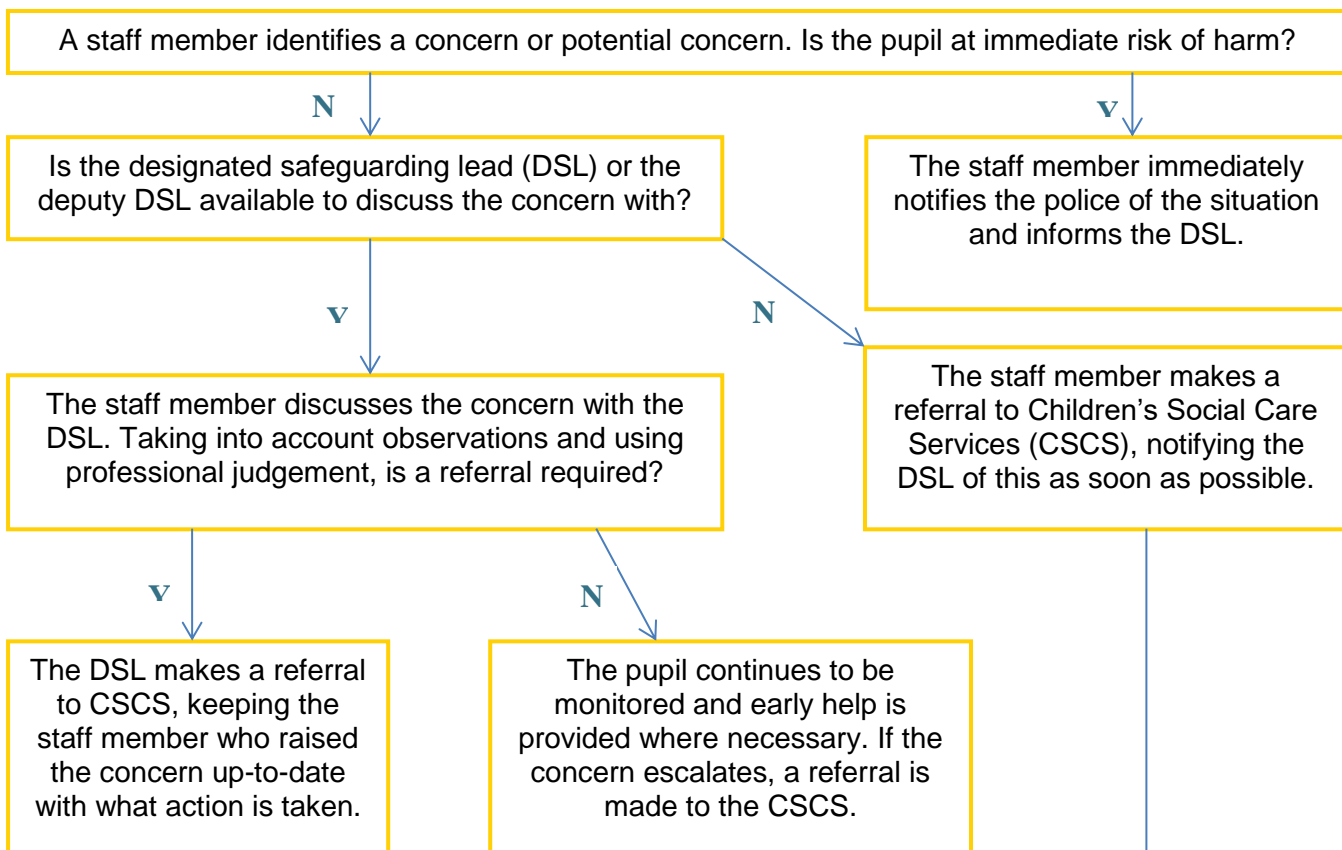 A staff member identifies a concern or potential concern. Is the pupil at immediate risk of harm?
N
Y
Is the designated safeguarding lead (DSL) or the
deputy DSL available to discuss the concern with?
The staff member immediately
notifies the police of the situation
and informs the DSL.
Y
N
The staff member discusses the concern with the
DSL. Taking into account observations and using
professional judgement, is a referral required?
The staff member makes a
referral to Children’s Social Care
Services (CSCS), notifying the
DSL of this as soon as possible.
Y
N
The DSL makes a referral
to CSCS, keeping the
staff member who raised
the concern up-to-date
with what action is taken.
The pupil continues to be
monitored and early help is
provided where necessary. If the
concern escalates, a referral is
made to the CSCS.